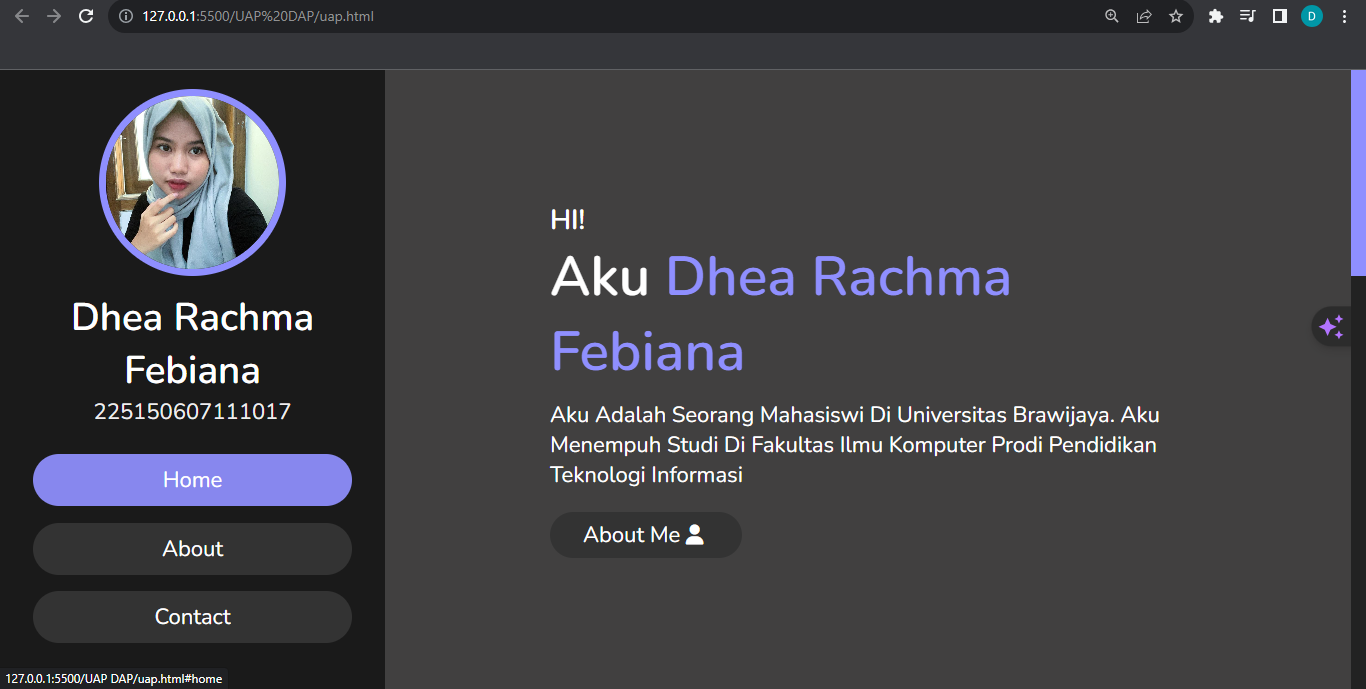 127.0.0.1:5500/UAP%20DAP/uap.html
D
Dhea Rachma
Febiana
225150607111017
Home
About
Contact
HI!
Aku Dhea Rachma
Febiana
Aku Adalah Seorang Mahasiswi Di Universitas Brawijaya. Aku
Menempuh Studi Di Fakultas Ilmu Komputer Prodi Pendidikan
Teknologi Informasi
About Me
127.0.0.1:5500/UAP DAP/uap.html#home